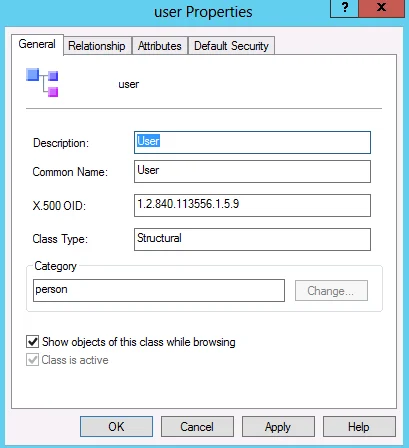 user Properties
? x
General Relationship Attributes Default Security
user
Description: User
Common Name: User
X.500 OID: 1.2.840.113556.1.5.9
Class Type: Structural
Category
person Change...
Show objects of this class while browsing
Class is active
OK Cancel Apply Help